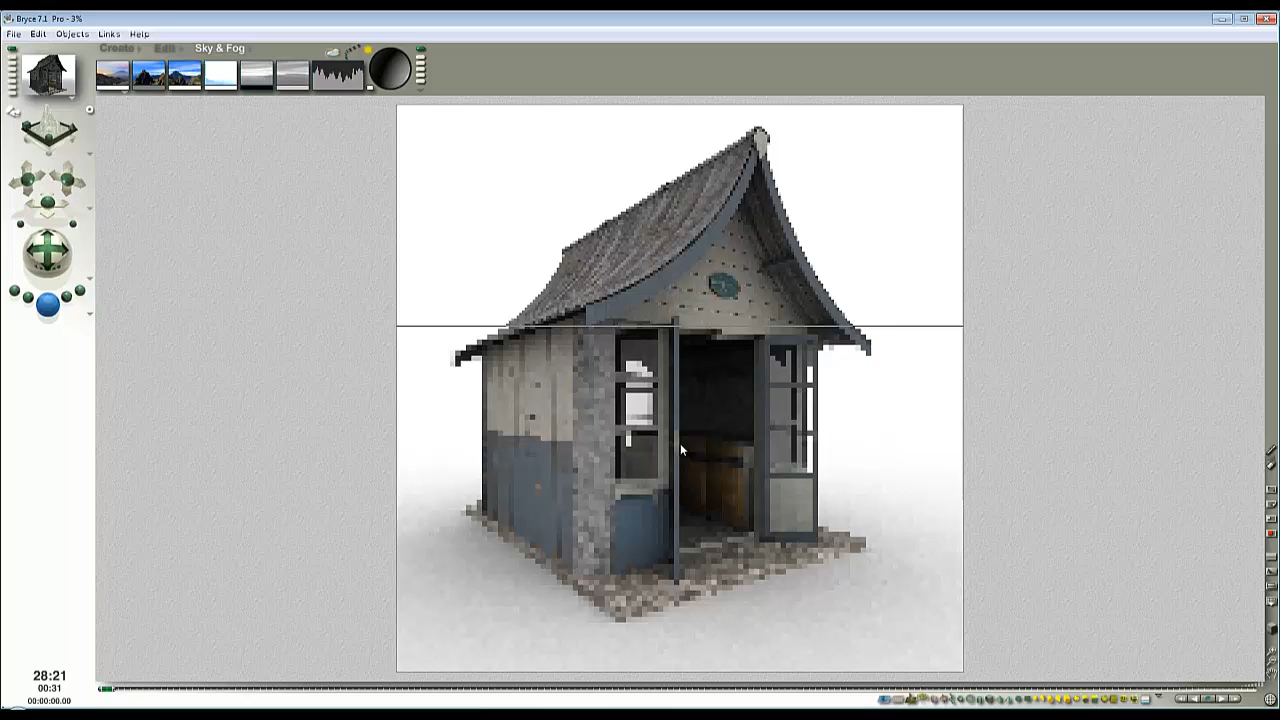 Bryce 7.1 Pro - 3%
File Edit Objects Links Help
Create Edit Sky & Fog
28:21
00:31
00:00:00.00